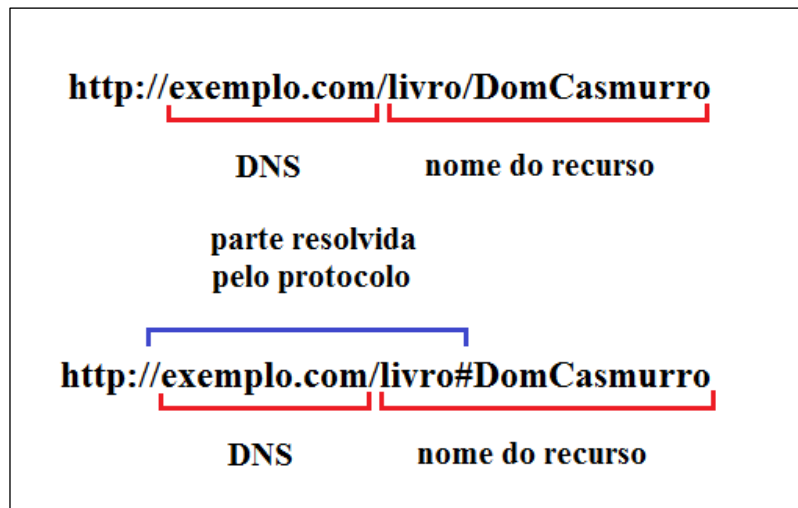 http://exemplo.com/livro/DomCasmurro
DNS nome do recurso
parte resolvida
pelo protocolo
http://exemplo.com/livro#DomCasmurro
DNS nome do recurso